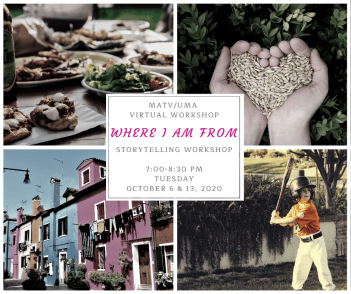 MATV/UMA
VIRTUAL WORKSHOP
WHERE I AM FROM
STORYTELLING WORKSHOP
7:00-8:30 PM
TUESDAY
OCTOBER 6 & 13, 2020